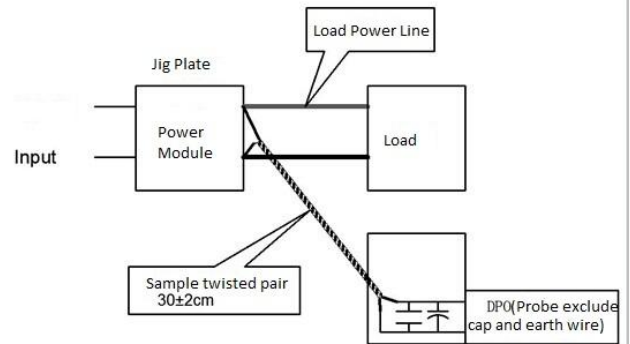 Load Power Line
Jig Plate
Power
Module
Load
Input
Sample twisted pair
30±2cm
DPO(Probe exclude
cap and earth wire)